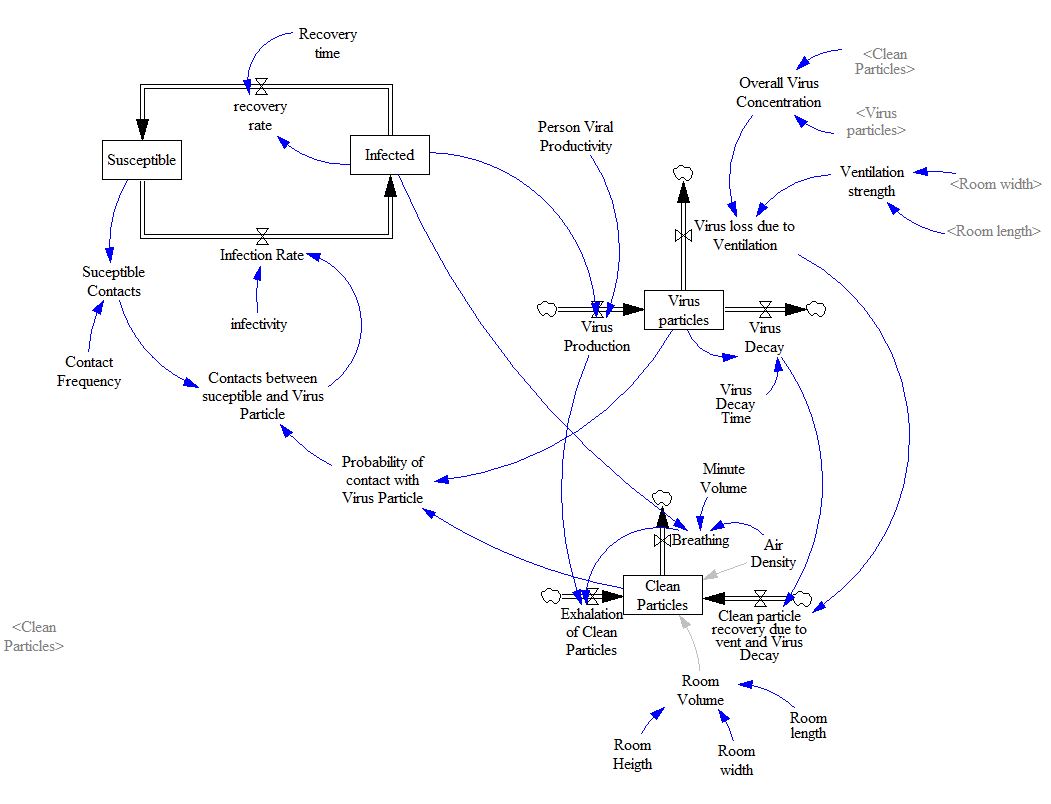 Recovery
time
recovery
rate
Susceptible
Infected
Infection Rate
Suceptible
Contacts
infectivity
Contact
Frequency
Contacts between
suceptible and Virus
Particle
Probability of
contact with
Virus Particle
Person Viral
Productivity
Virus
Production
Virus
particles
Virus
Decay
Virus
Decay
Time
Overall Virus
Concentration
<Clean
Particles>
<Virus
particles>
Ventilation
strength
<Room width>
<Room length>
Virus loss due to
Ventilation
Minute
Volume
Breathing
Air
Density
Clean
Particles
Exhalation
of Clean
Particles
Clean particle
recovery due to
vent and Virus
Decay
<Clean
Particles>
Room
Volume
Room
length
Room
Heigth
Room
width